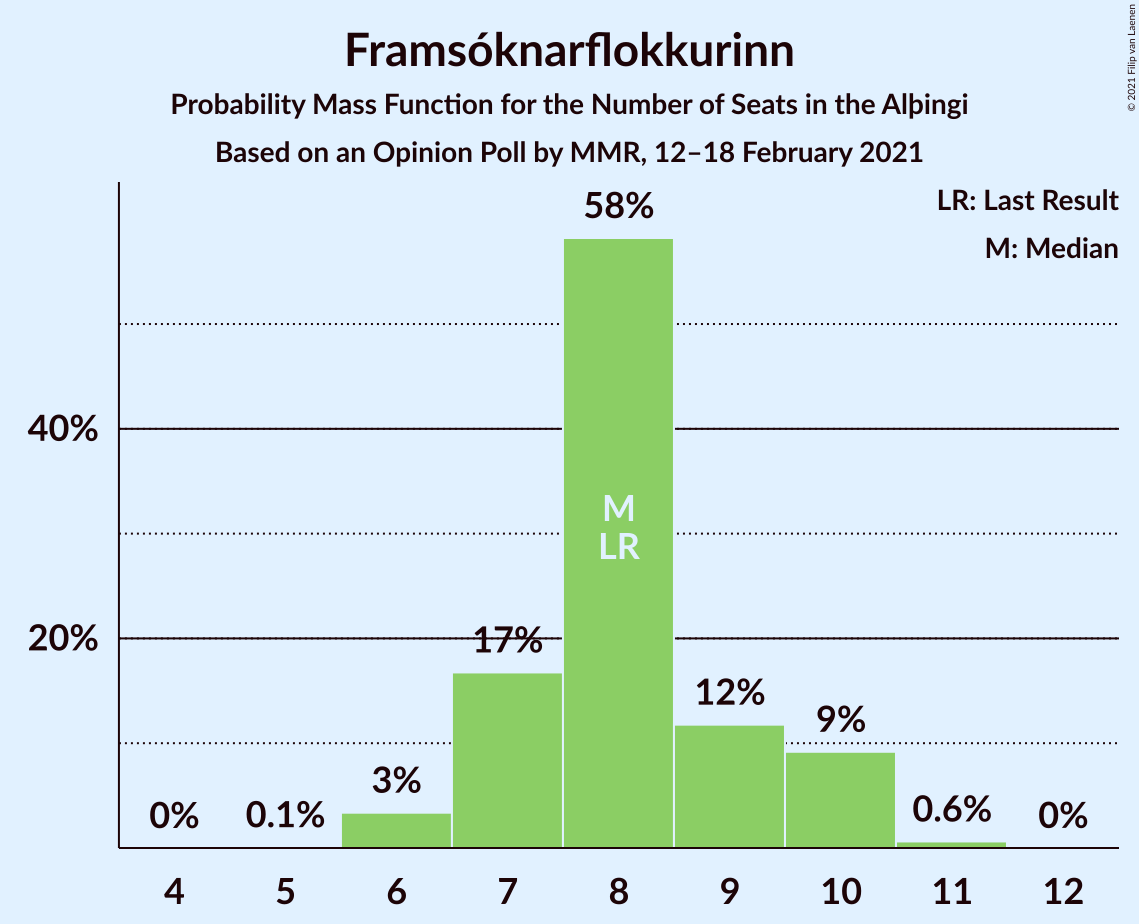 Framsóknarflokkurinn
Probability Mass Function for the Number of Seats in the Alþingi
Based on an Opinion Poll by MMR, 12–18 February 2021
© 2021 Filip van Laenen
LR: Last Result
M: Median
58%
40%
M
LR
20%
17%
12%
9%
3%
0%
0.1%
0.6%
0%
4
5
6
7
8
9
10
11
12